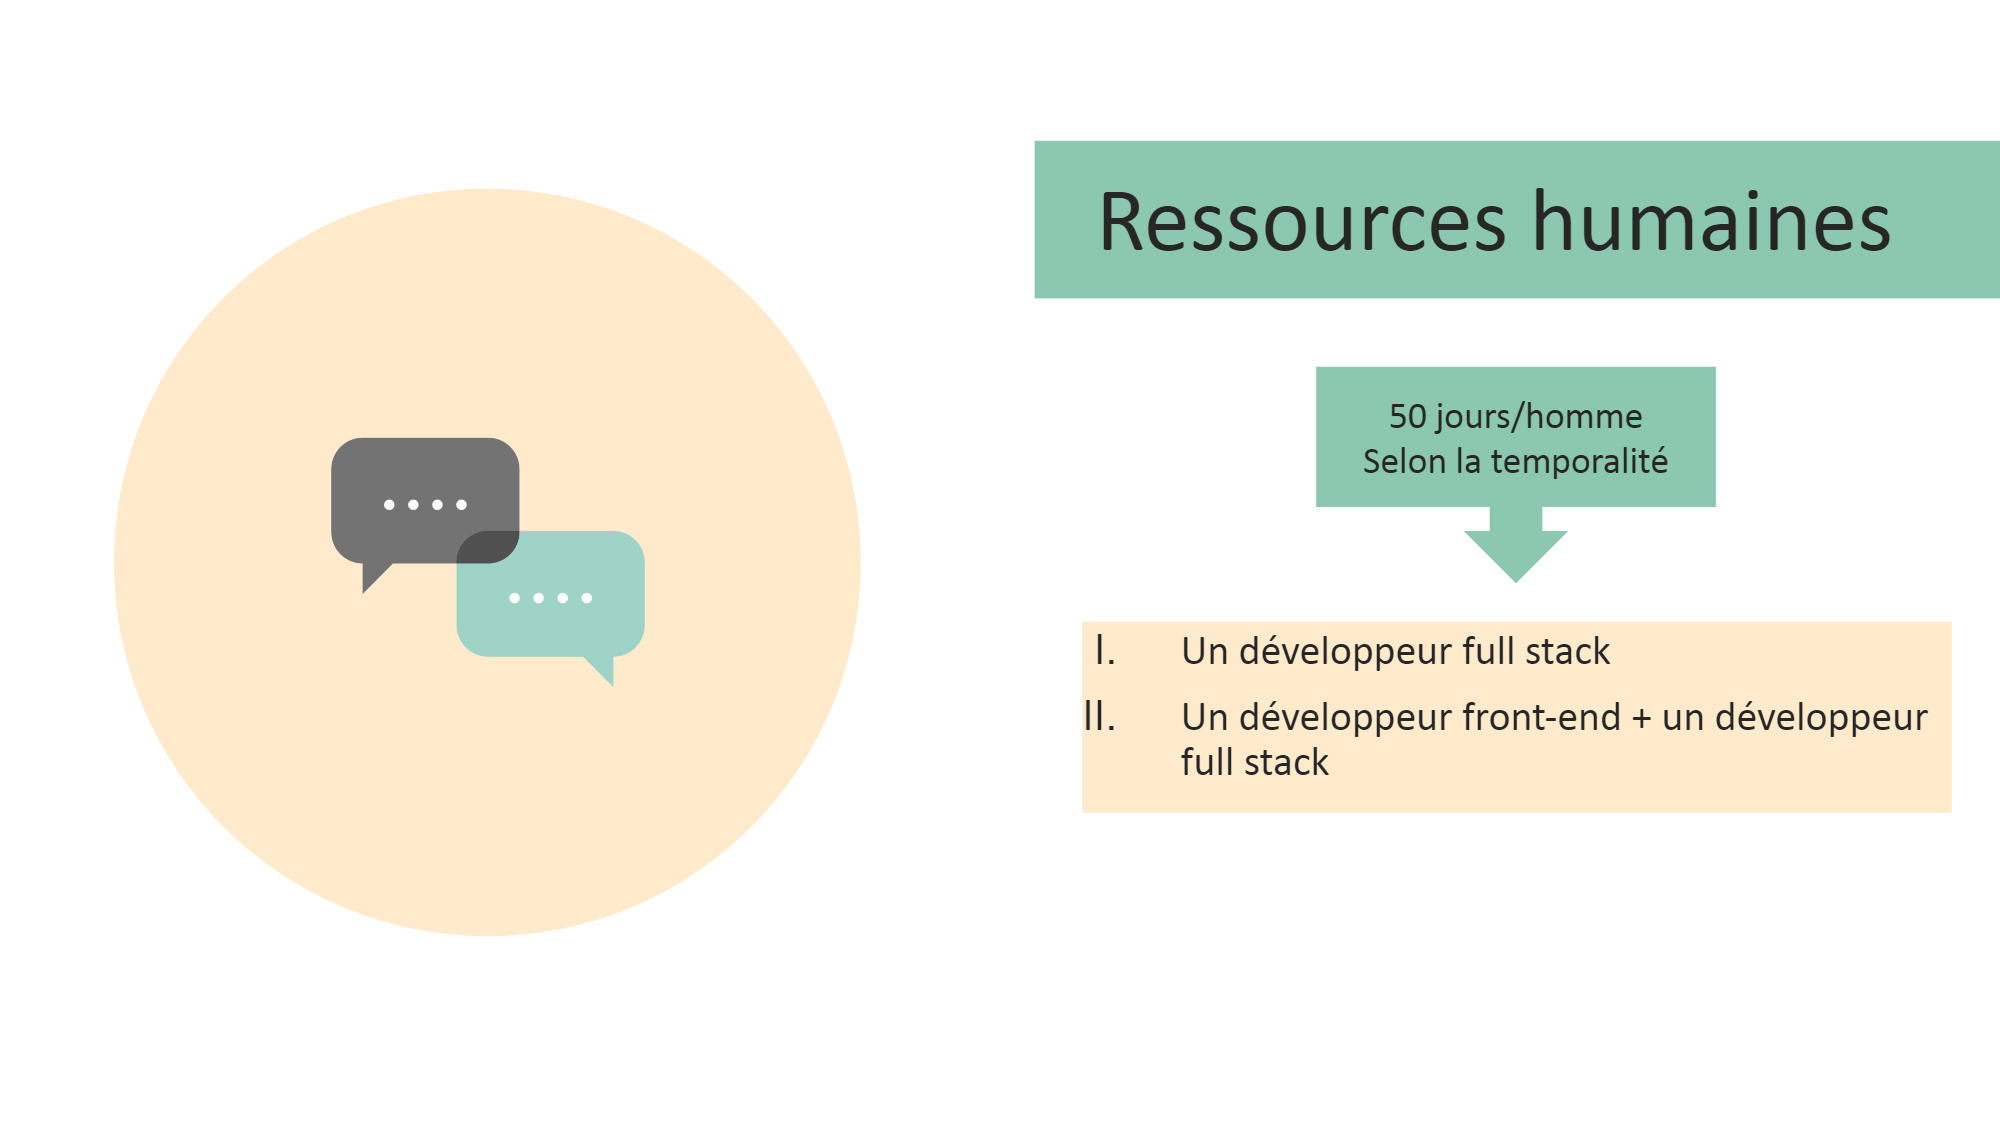 Ressources humaines
50 jours/homme
Selon la temporalité
I. Un développeur full stack
II. Un développeur front-end + un développeur
full stack